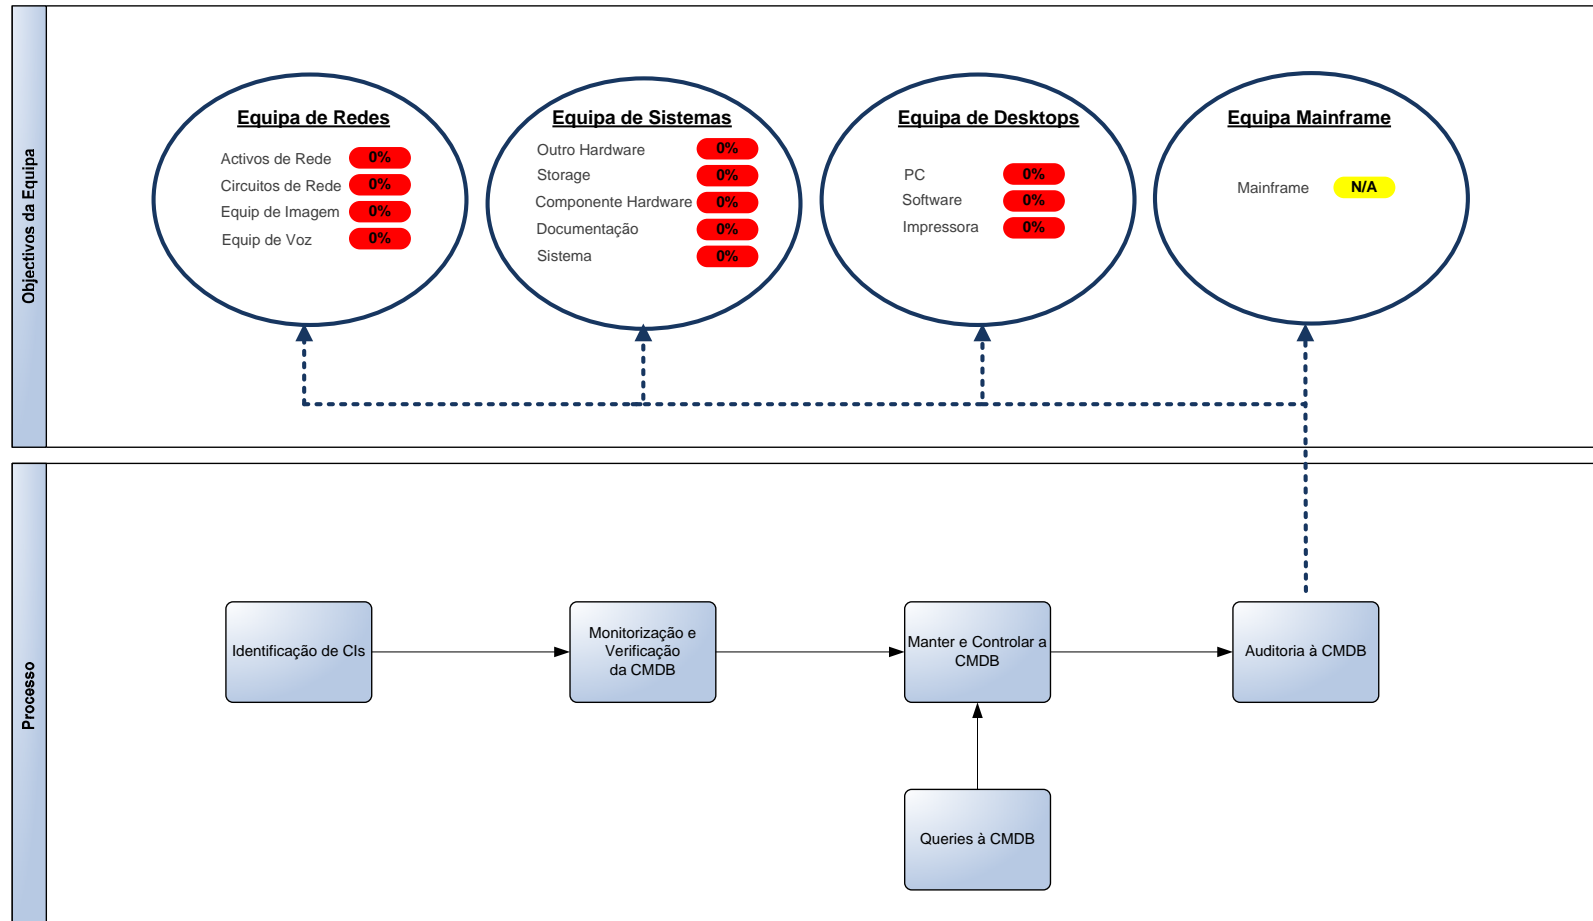 Objectivos da Equipa
Equipa de Redes
Activos de Rede 0%
Circuitos de Rede 0%
Equip de Imagem 0%
Equip de Voz 0%
Equipa de Sistemas
Outro Hardware 0%
Storage 0%
Componente Hardware 0%
Documentação 0%
Sistema 0%
Equipa de Desktops
PC 0%
Software 0%
Impressora 0%
Equipa Mainframe
Mainframe N/A
Processo
Identificação de CIs
Monitorização e
Verificação
da CMDB
Manter e Controlar a
CMDB
Auditoria à CMDB
Queries à CMDB